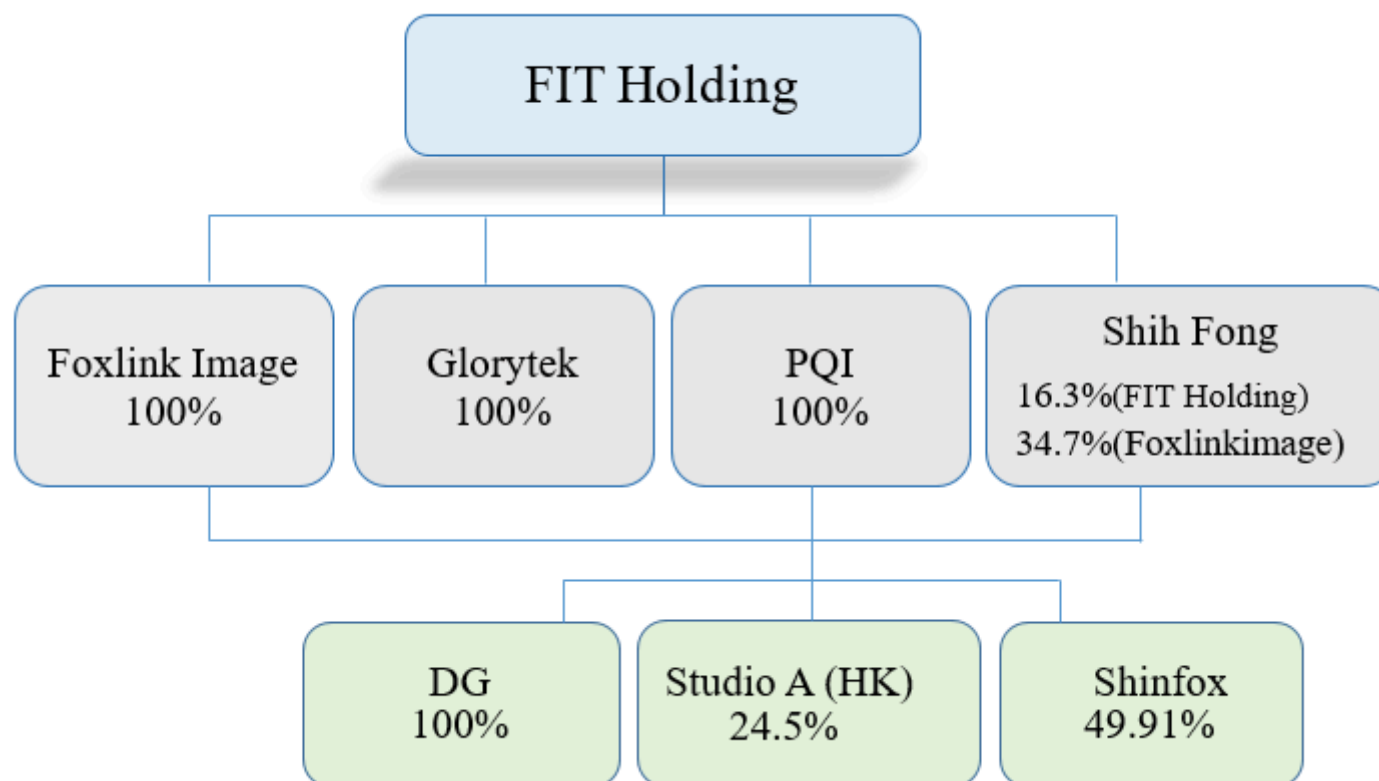 FIT Holding
Foxlink Image
100%
Glorytek
100%
PQI
100%
Shih Fong
16.3%(FIT Holding)
34.7%(Foxlinkimage)
DG
100%
Studio A (HK)
24.5%
Shinfox
49.91%